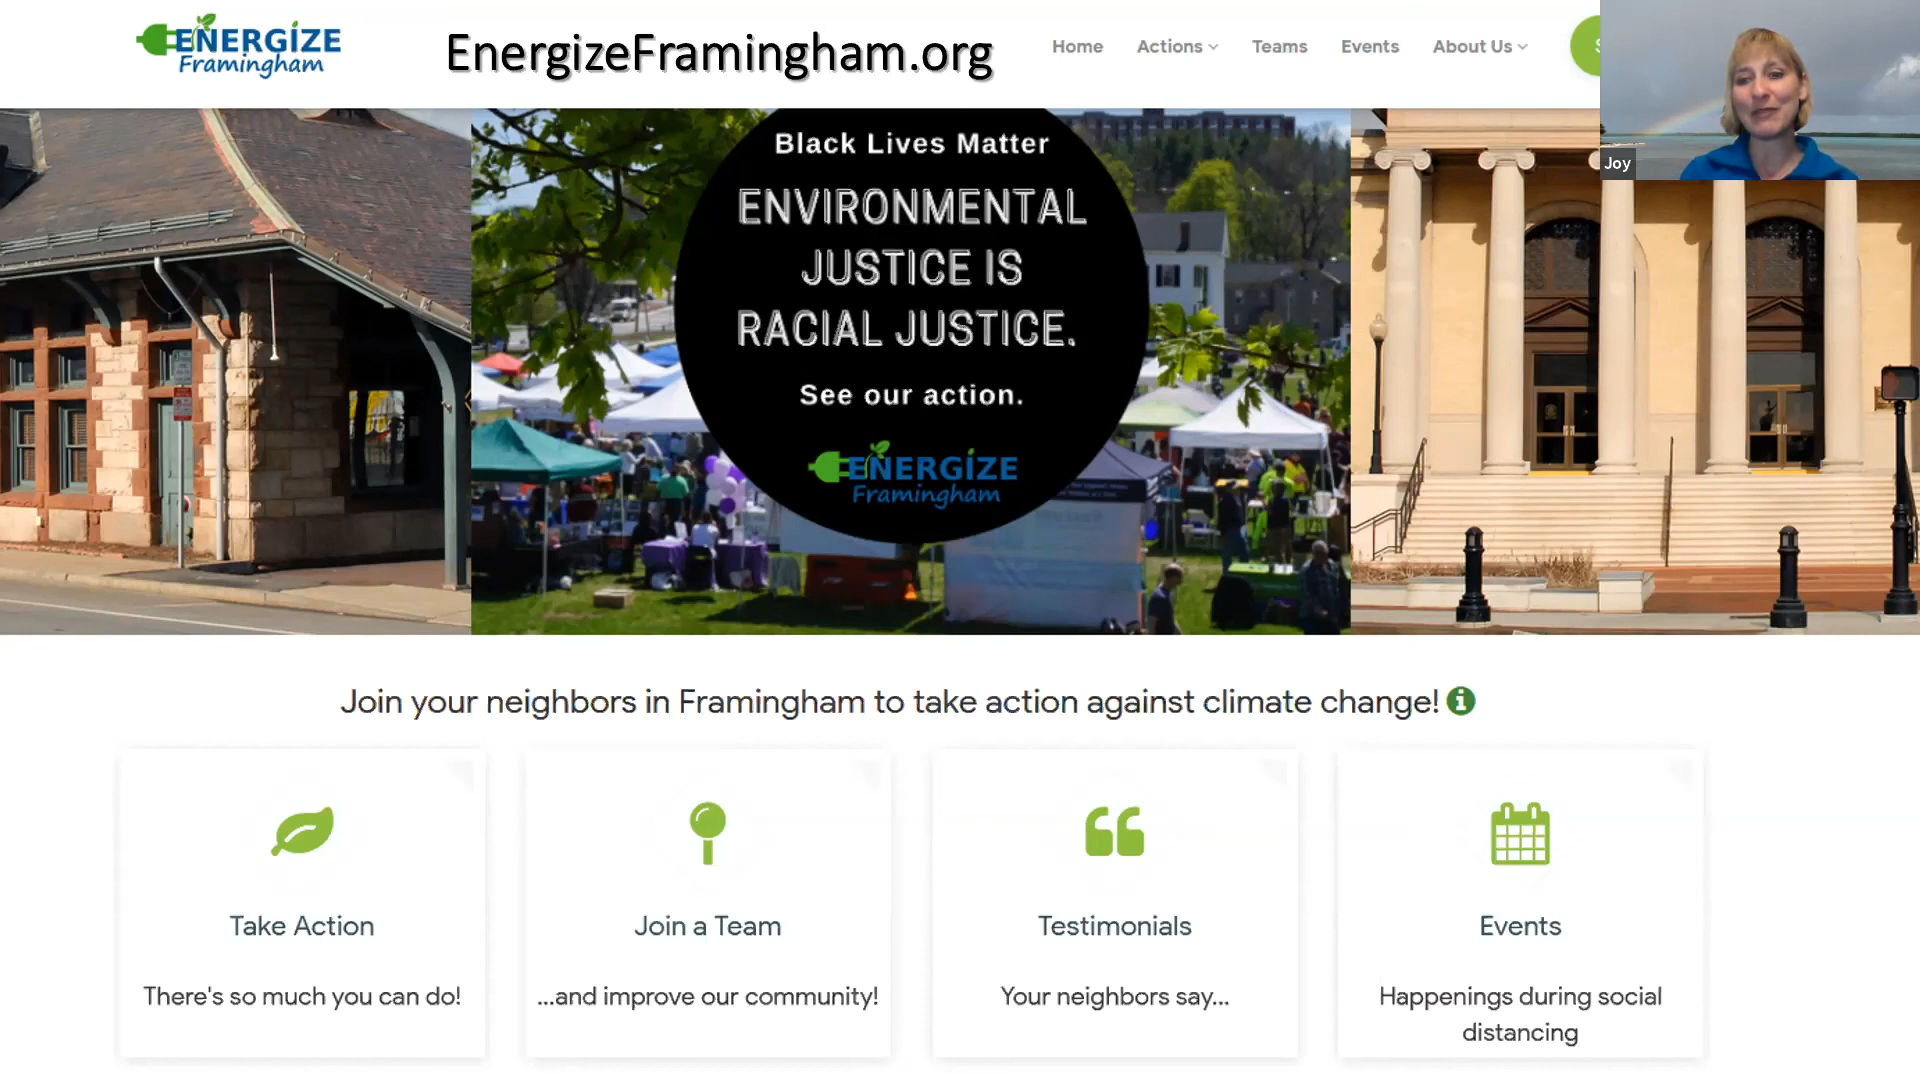 ENERGIZE
Framingham
EnergizeFramingham.org
Home
Actions
Teams
Events
About Us
Joy
Black Lives Matter
ENVIRONMENTAL
JUSTICE IS
RACIAL JUSTICE.
See our action.
ENERGIZE
Framingham
Join your neighbors in Framingham to take action against climate change!
Take Action
There's so much you can do!
Join a Team
...and improve our community!
Testimonials
Your neighbors say...
Events
Happenings during social
distancing